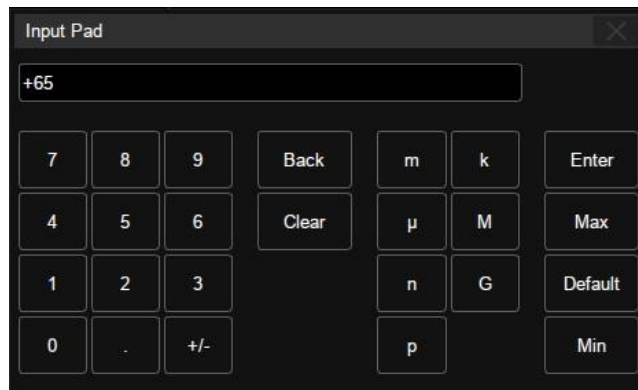 Input Pad
+65
7 8 9 Back m k Enter
4 5 6 Clear µ M Max
1 2 3 n G Default
0 . +/- p Min